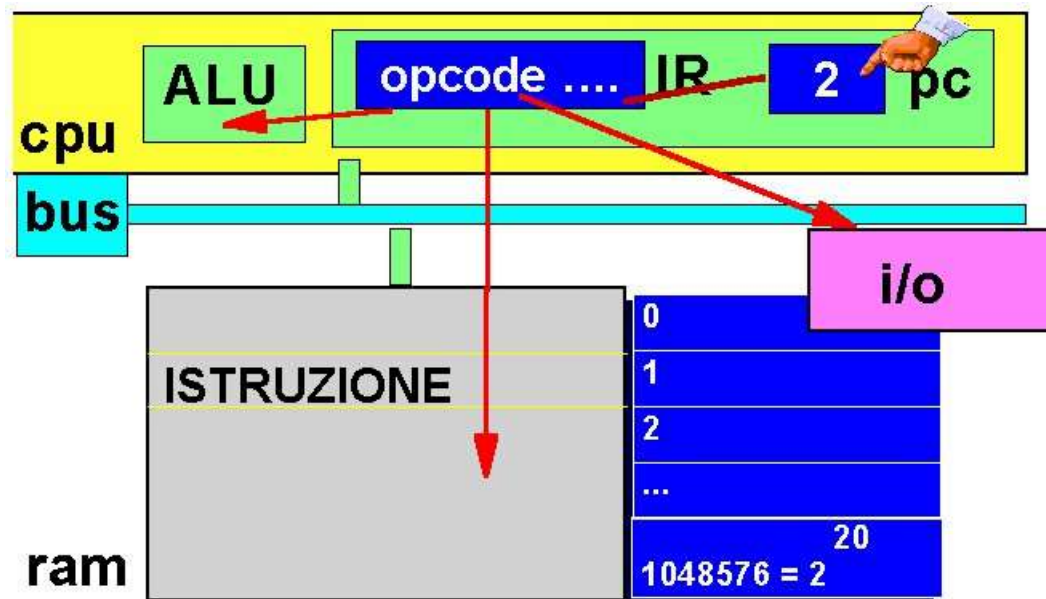 ALU
opcode ....
IR
2
pc
cpu
bus
i/o
0
ISTRUZIONE
1
2
...
20
1048576 = 2
ram